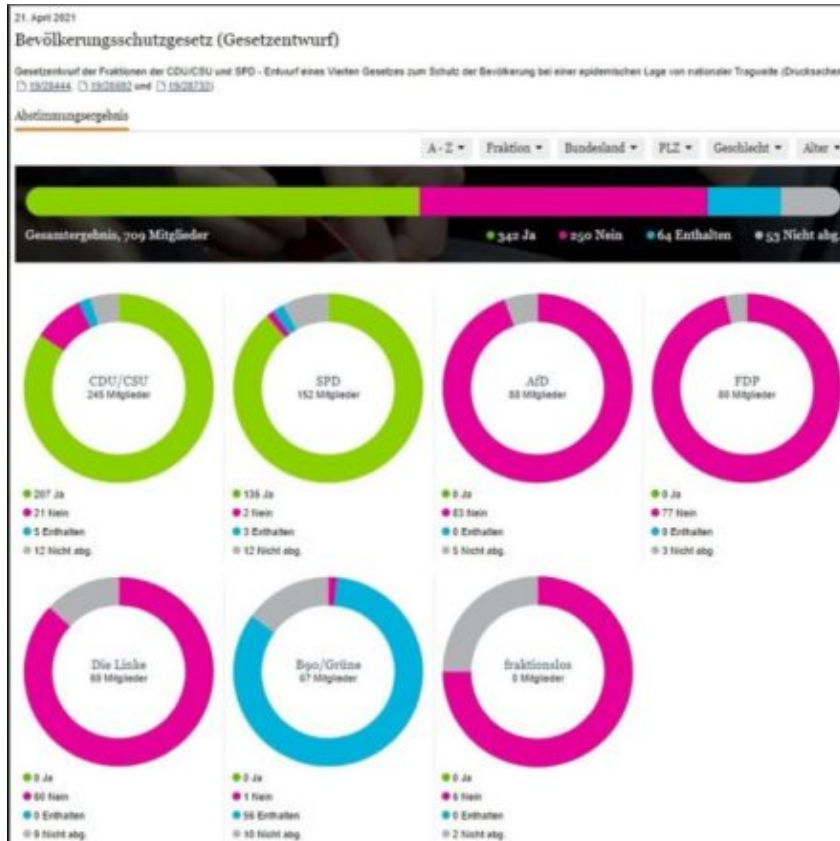 21. April 2021
Bevölkerungsschutzgesetz (Gesetzentwurf)
Gesetzentwurf der Fraktionen der CDU/CSU und SPD - Entwurf eines Vierten Gesetzes zum Schutz der Bevölkerung bei einer epidemischen Lage von nationaler Tragweite (Drucksachen
19/28444, 19/28692 und 19/28732)
Abstimmungsergebnis
A - Z Fraktion Bundesland PLZ Geschlecht Alter
Gesamtergebnis, 709 Mitglieder 342 Ja 250 Nein 64 Enthalten 53 Nicht abg.
CDU/CSU
245 Mitglieder
207 Ja
21 Nein
5 Enthalten
12 Nicht abg.
SPD
152 Mitglieder
135 Ja
2 Nein
3 Enthalten
12 Nicht abg.
AfD
88 Mitglieder
0 Ja
83 Nein
0 Enthalten
5 Nicht abg.
FDP
80 Mitglieder
0 Ja
77 Nein
0 Enthalten
3 Nicht abg.
Die Linke
69 Mitglieder
0 Ja
60 Nein
0 Enthalten
9 Nicht abg.
B90/Grüne
67 Mitglieder
0 Ja
1 Nein
56 Enthalten
10 Nicht abg.
fraktionslos
8 Mitglieder
0 Ja
6 Nein
0 Enthalten
2 Nicht abg.